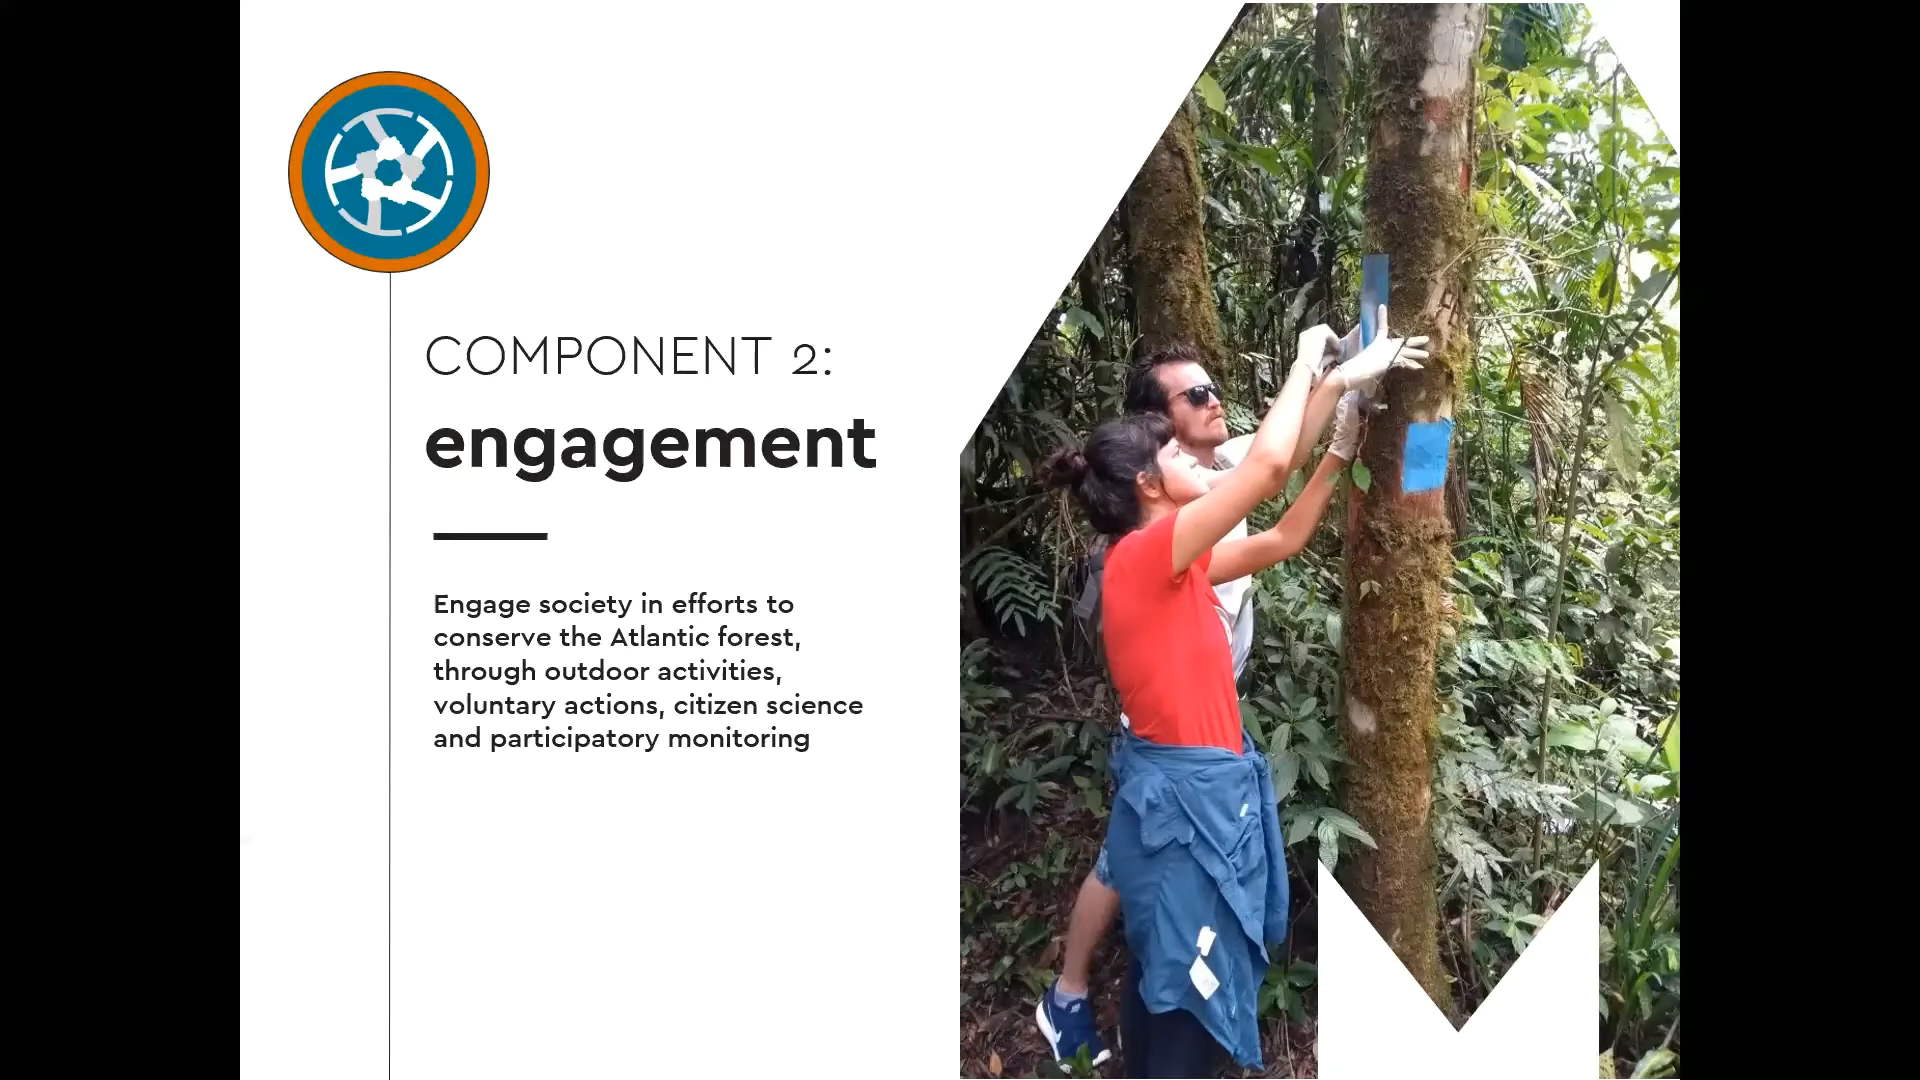 COMPONENT 2:
engagement
Engage society in efforts to
conserve the Atlantic forest,
through outdoor activities,
voluntary actions, citizen science
and participatory monitoring